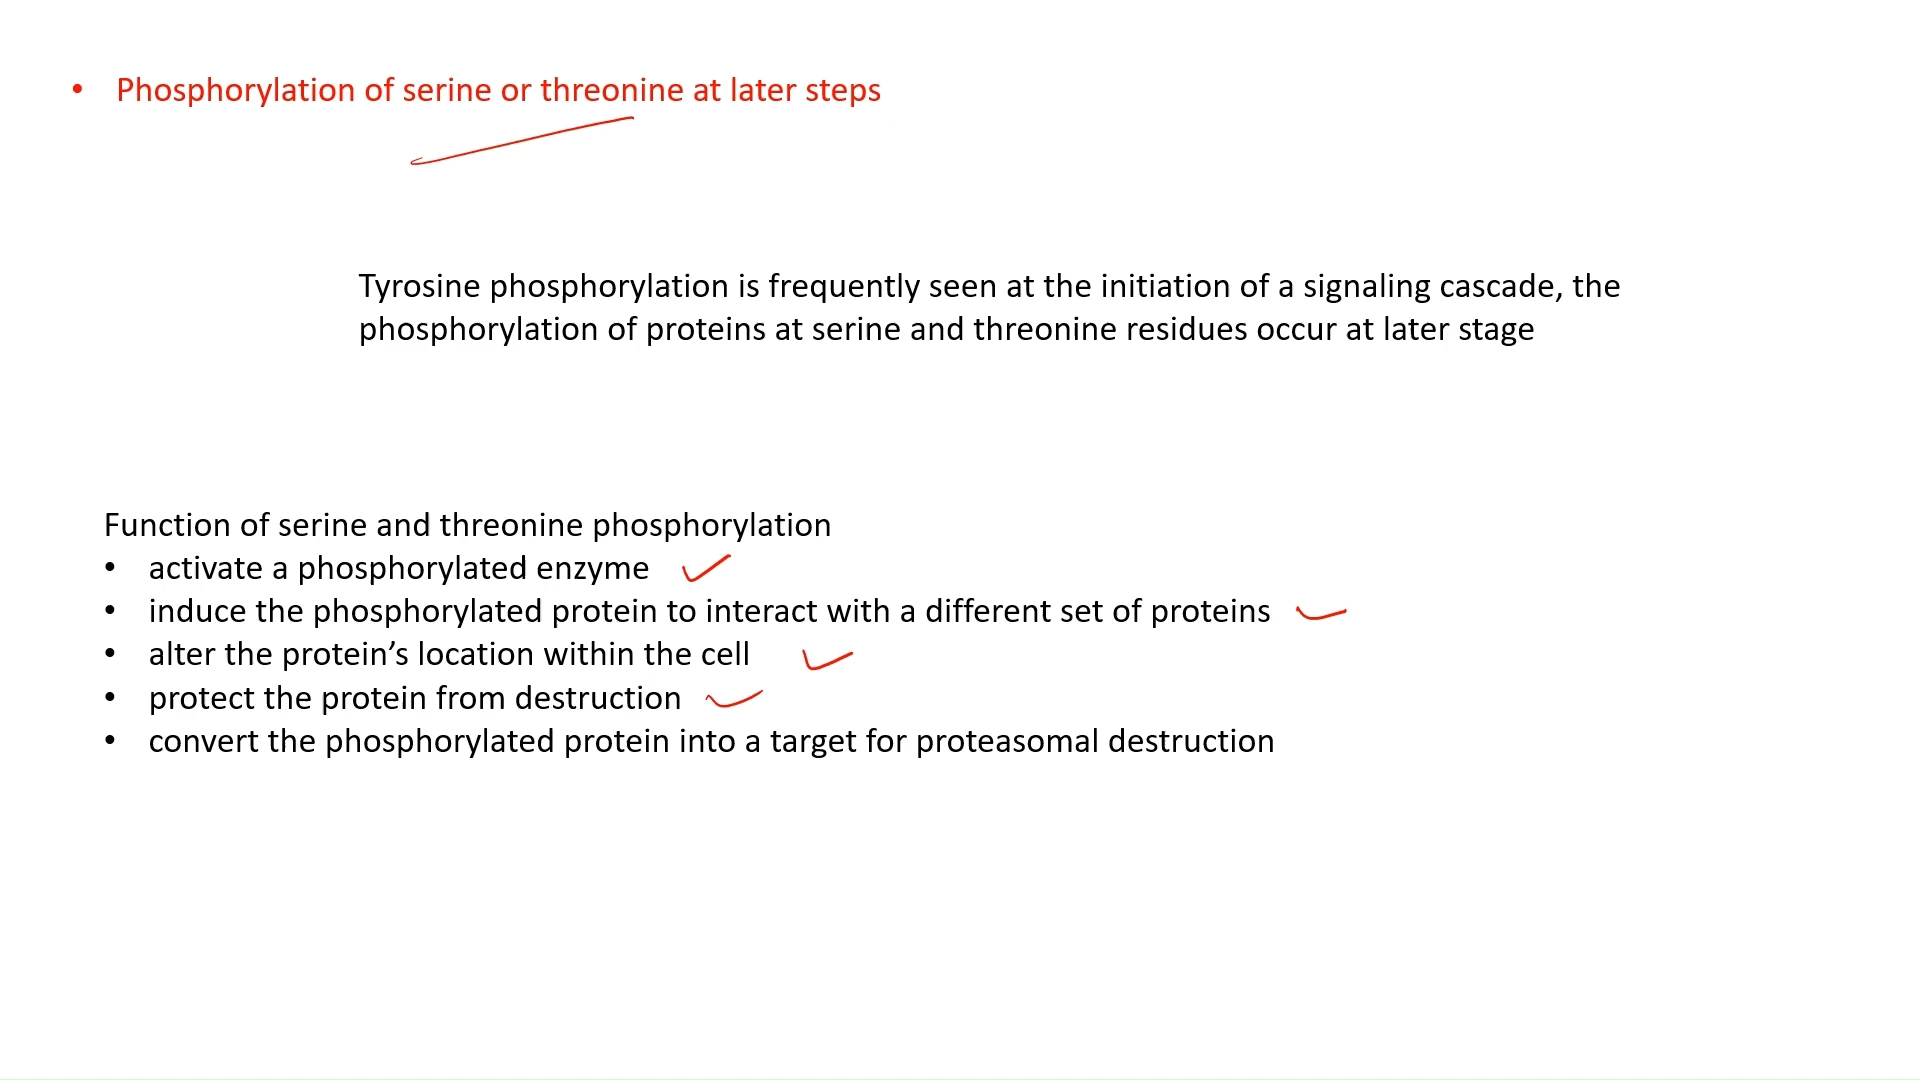 • Phosphorylation of serine or threonine at later steps
Tyrosine phosphorylation is frequently seen at the initiation of a signaling cascade, the
phosphorylation of proteins at serine and threonine residues occur at later stage
Function of serine and threonine phosphorylation
• activate a phosphorylated enzyme
• induce the phosphorylated protein to interact with a different set of proteins
• alter the protein’s location within the cell
• protect the protein from destruction
• convert the phosphorylated protein into a target for proteasomal destruction